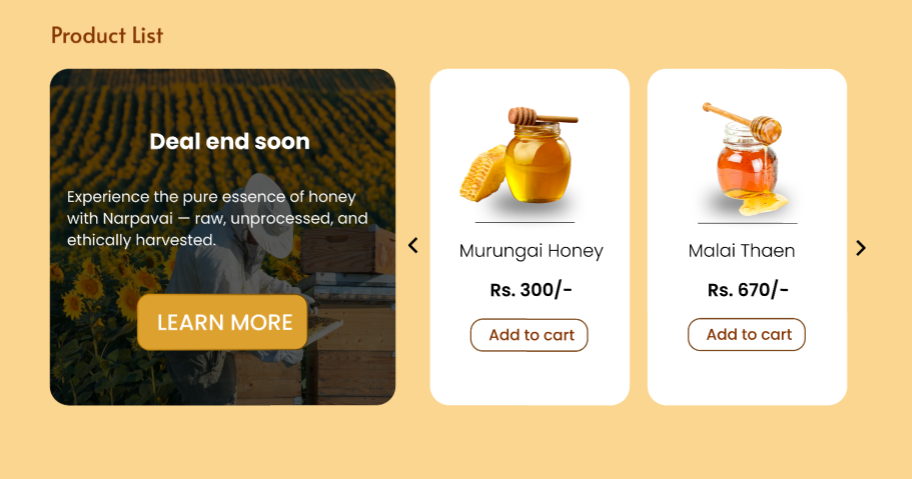 Product List
Deal end soon
Experience the pure essence of honey
with Narpavai — raw, unprocessed, and
ethically harvested.
LEARN MORE
Murungai Honey
Rs. 300/-
Add to cart
Malai Thaen
Rs. 670/-
Add to cart